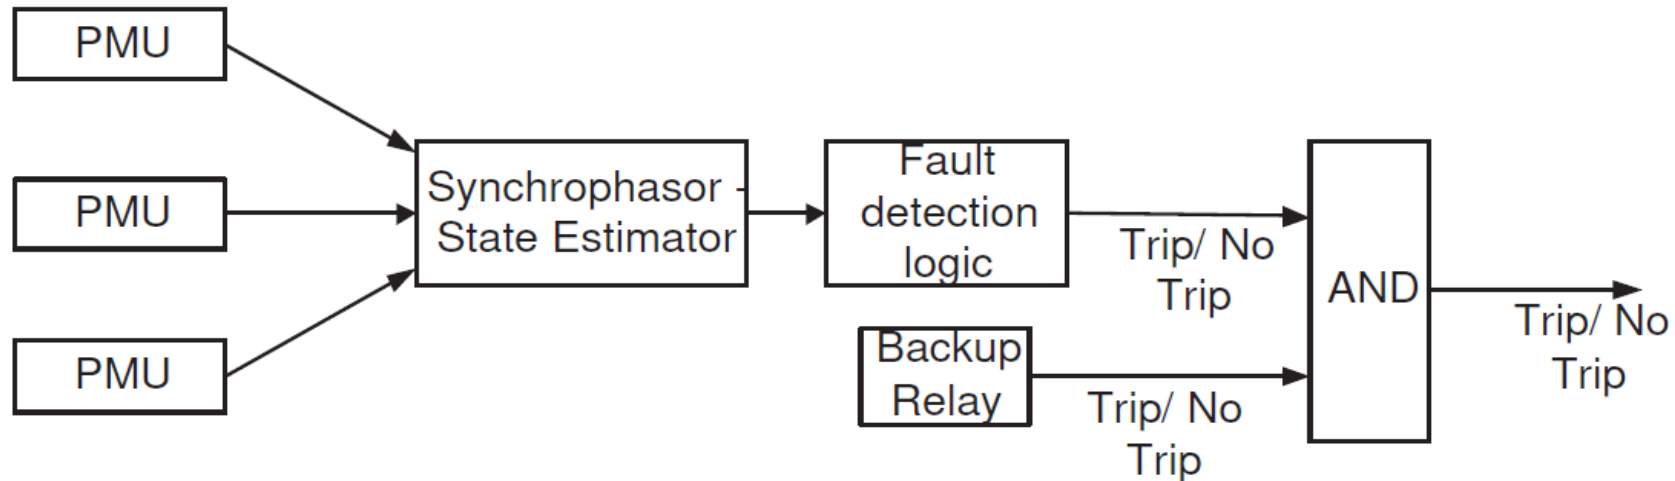 PMU
PMU
PMU
Synchrophasor -
State Estimator
Fault
detection
logic
Trip/ No
Trip
Backup
Relay
Trip/ No
Trip
AND
Trip/ No
Trip